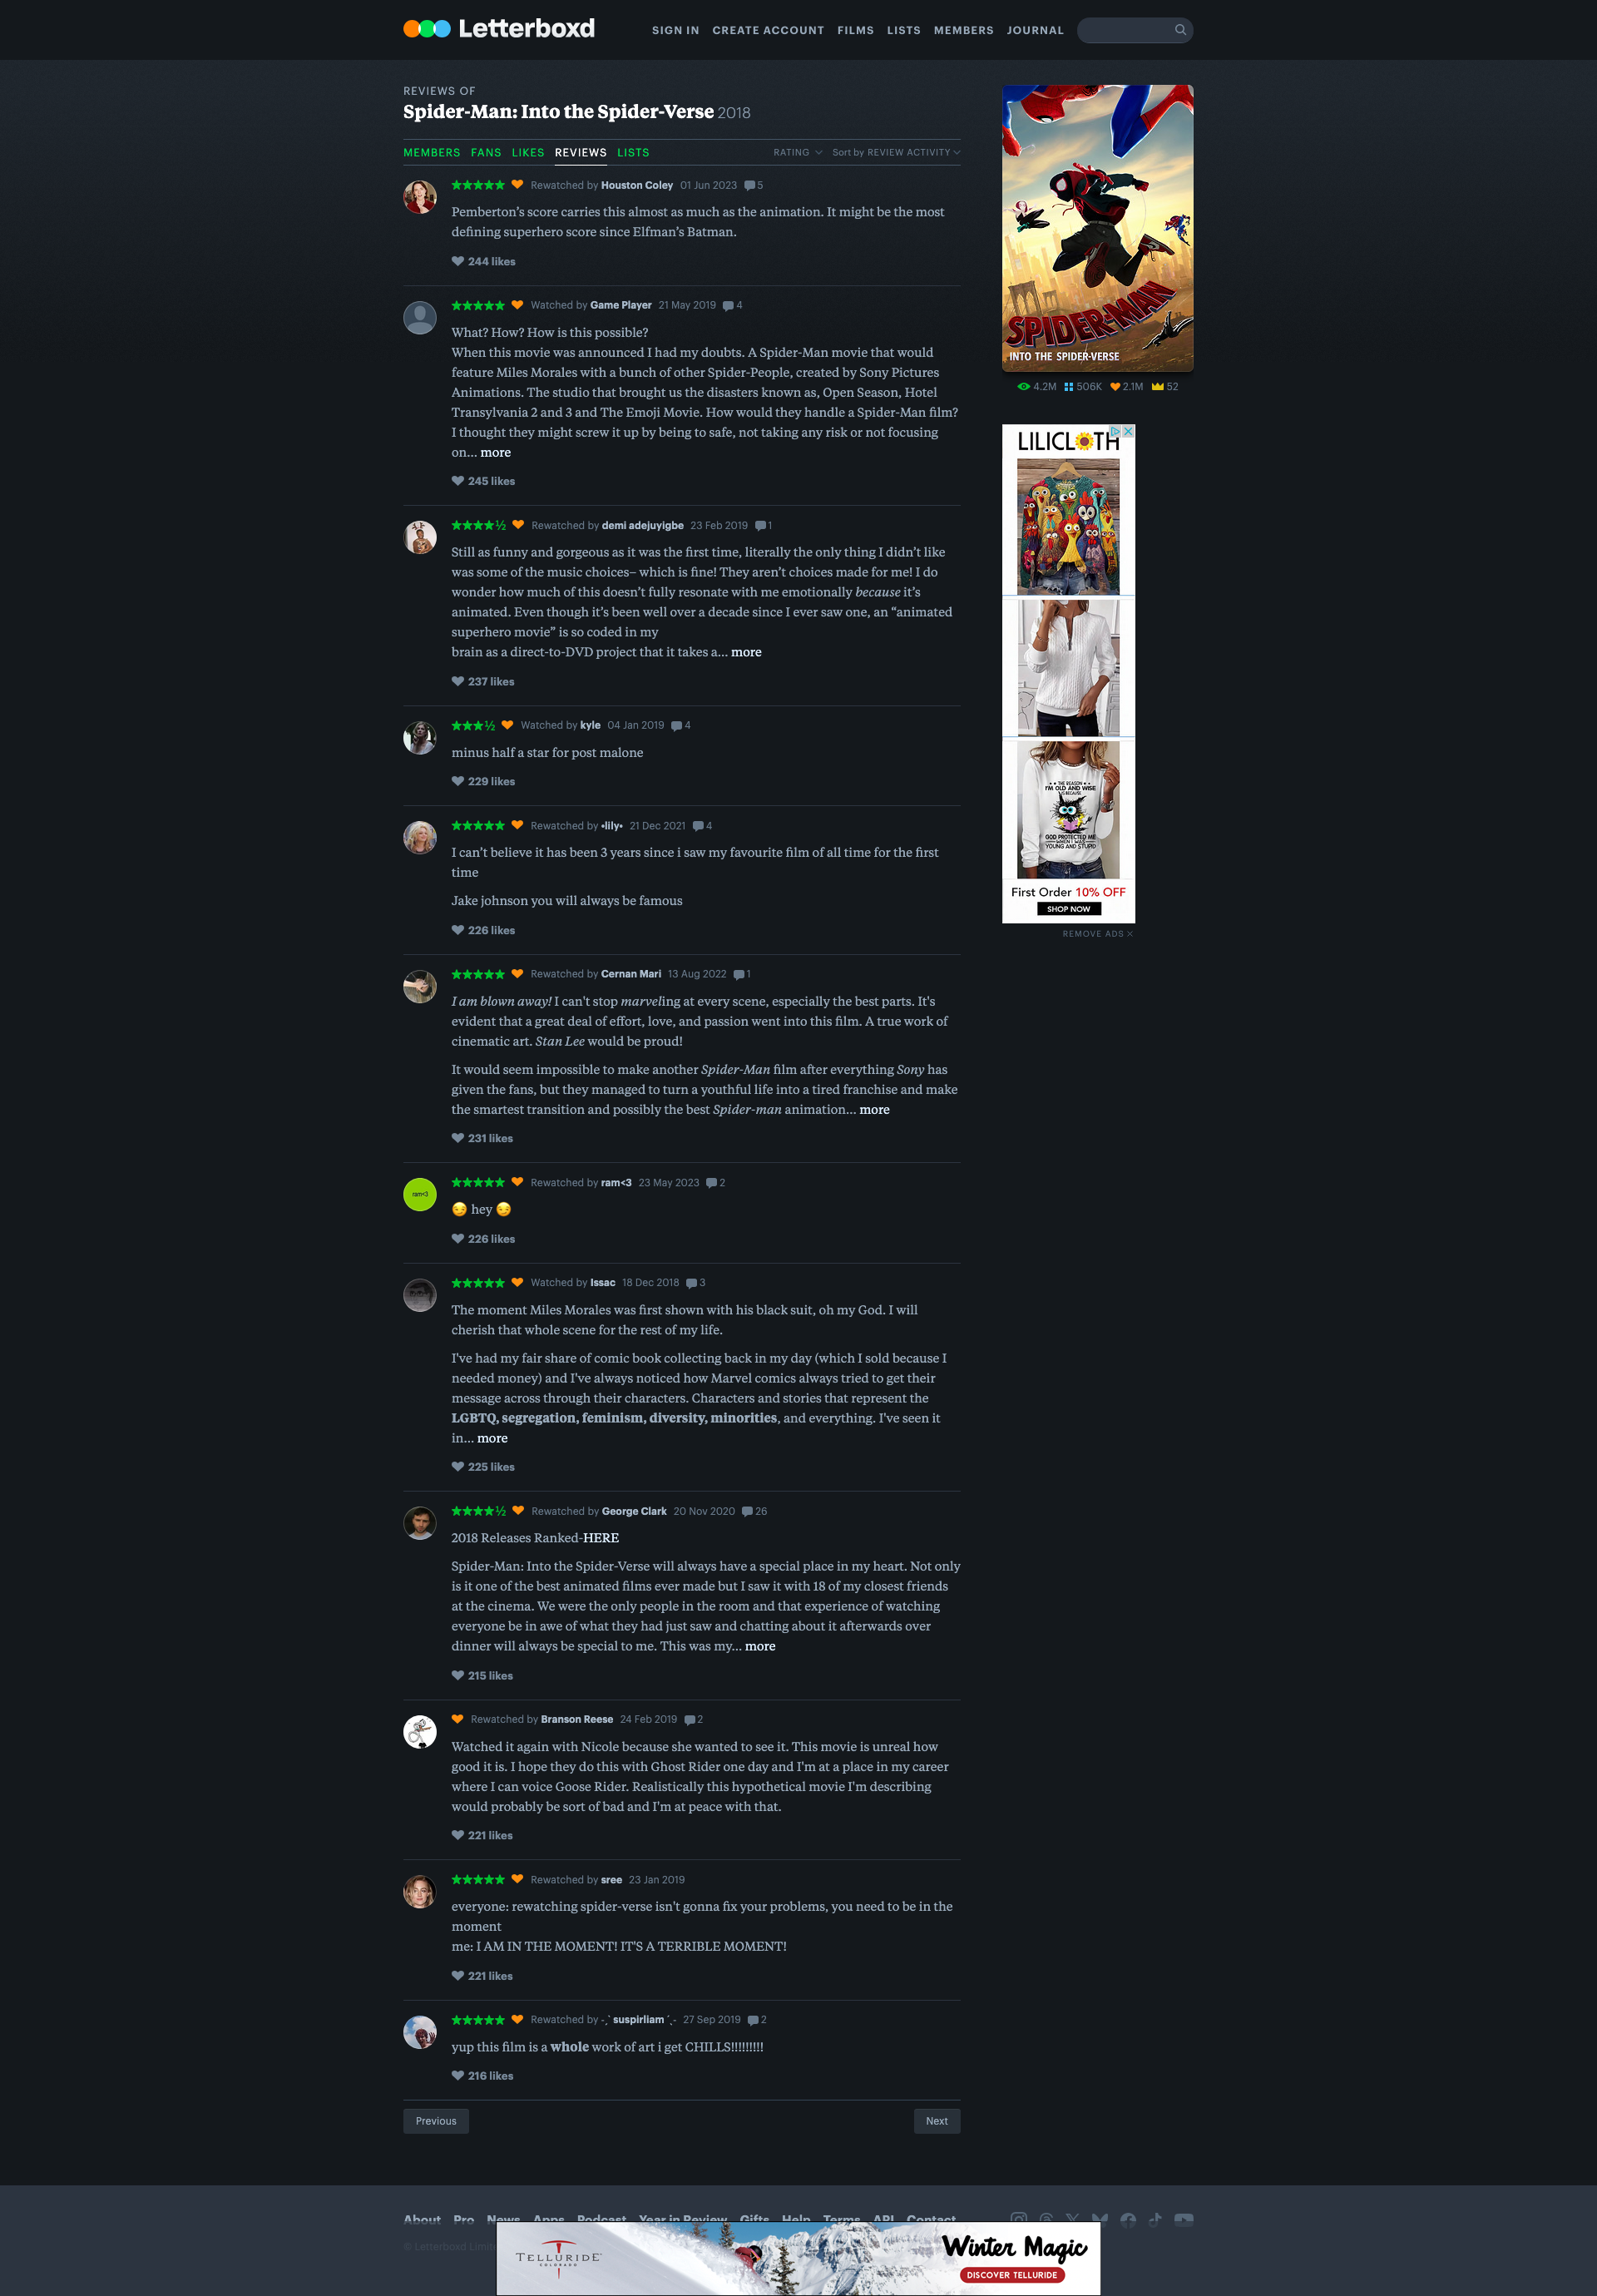 Letterboxd
SIGN IN CREATE ACCOUNT FILMS LISTS MEMBERS JOURNAL
REVIEWS OF
Spider-Man: Into the Spider-Verse 2018
MEMBERS FANS LIKES REVIEWS LISTS RATING Sort by REVIEW ACTIVITY
★★★★★ Rewatched by Houston Coley 01 Jun 2023 5
Pemberton’s score carries this almost as much as the animation. It might be the most
defining superhero score since Elfman’s Batman.
244 likes
★★★★★ Watched by Game Player 21 May 2019 4
What? How? How is this possible?
When this movie was announced I had my doubts. A Spider-Man movie that would
feature Miles Morales with a bunch of other Spider-People, created by Sony Pictures
Animations. The studio that brought us the disasters known as, Open Season, Hotel
Transylvania 2 and 3 and The Emoji Movie. How would they handle a Spider-Man film?
I thought they might screw it up by being to safe, not taking any risk or not focusing
on… more
245 likes
★★★★½ Rewatched by demi adejuyigbe 23 Feb 2019 1
Still as funny and gorgeous as it was the first time, literally the only thing I didn’t like
was some of the music choices– which is fine! They aren’t choices made for me! I do
wonder how much of this doesn’t fully resonate with me emotionally because it’s
animated. Even though it’s been well over a decade since I ever saw one, an “animated
superhero movie” is so coded in my
brain as a direct-to-DVD project that it takes a… more
237 likes
★★★½ Watched by kyle 04 Jan 2019 4
minus half a star for post malone
229 likes
★★★★★ Rewatched by •lily• 21 Dec 2021 4
I can’t believe it has been 3 years since i saw my favourite film of all time for the first
time
Jake johnson you will always be famous
226 likes
★★★★★ Rewatched by Cernan Mari 13 Aug 2022 1
I am blown away! I can't stop marveling at every scene, especially the best parts. It's
evident that a great deal of effort, love, and passion went into this film. A true work of
cinematic art. Stan Lee would be proud!
It would seem impossible to make another Spider-Man film after everything Sony has
given the fans, but they managed to turn a youthful life into a tired franchise and make
the smartest transition and possibly the best Spider-man animation… more
231 likes
ram<3
★★★★★ Rewatched by ram<3 23 May 2023 2
😏 hey 😏
226 likes
★★★★★ Watched by Issac 18 Dec 2018 3
The moment Miles Morales was first shown with his black suit, oh my God. I will
cherish that whole scene for the rest of my life.
I've had my fair share of comic book collecting back in my day (which I sold because I
needed money) and I've always noticed how Marvel comics always tried to get their
message across through their characters. Characters and stories that represent the
LGBTQ, segregation, feminism, diversity, minorities, and everything. I've seen it
in… more
225 likes
★★★★½ Rewatched by George Clark 20 Nov 2020 26
2018 Releases Ranked-HERE
Spider-Man: Into the Spider-Verse will always have a special place in my heart. Not only
is it one of the best animated films ever made but I saw it with 18 of my closest friends
at the cinema. We were the only people in the room and that experience of watching
everyone be in awe of what they had just saw and chatting about it afterwards over
dinner will always be special to me. This was my… more
215 likes
Rewatched by Branson Reese 24 Feb 2019 2
Watched it again with Nicole because she wanted to see it. This movie is unreal how
good it is. I hope they do this with Ghost Rider one day and I'm at a place in my career
where I can voice Goose Rider. Realistically this hypothetical movie I'm describing
would probably be sort of bad and I'm at peace with that.
221 likes
★★★★★ Rewatched by sree 23 Jan 2019
everyone: rewatching spider-verse isn't gonna fix your problems, you need to be in the
moment
me: I AM IN THE MOMENT! IT'S A TERRIBLE MOMENT!
221 likes
★★★★★ Rewatched by -ˏˋ suspirliam ˊˎ- 27 Sep 2019 2
yup this film is a whole work of art i get CHILLS!!!!!!!!!
216 likes
Previous Next
SPIDER-MAN
INTO THE SPIDER-VERSE
4.2M 506K 2.1M 52
LILICLOTH
THE REASON
I'M OLD AND WISE
IS BECAUSE
GOD PROTECTED ME
WHEN I WAS
YOUNG AND STUPID
First Order 10% OFF
SHOP NOW
REMOVE ADS
About Pro News Apps Podcast Year in Review Gifts Help Terms API Contact
© Letterboxd
TELLURIDE
COLORADO
Winter Magic
DISCOVER TELLURIDE